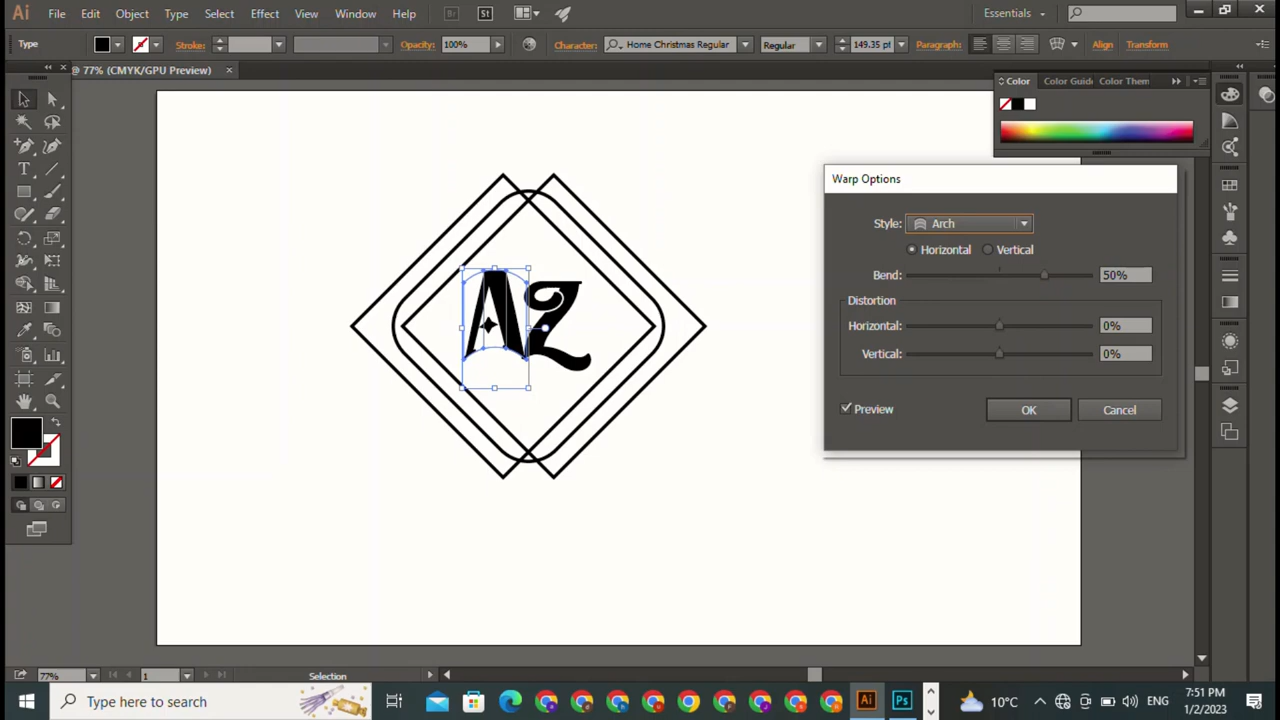 Ai File Edit Object Type Select Effect View Window Help Br St Essentials
Type Stroke: Opacity: 100% Character: Home Christmas Regular Regular 149.35 pt Paragraph: Align Transform
@ 77% (CMYK/GPU Preview)
Color Color Guide Color Them
Warp Options
Style: Arch
Horizontal Vertical
Bend: 50%
Distortion
Horizontal: 0%
Vertical: 0%
Preview OK Cancel
AZ
77% 1 Selection
Type here to search
Ai Ps 10°C ENG 7:51 PM
1/2/2023